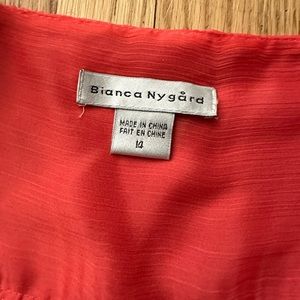 Bianca Nygård
MADE IN CHINA
FAIT EN CHINE
14